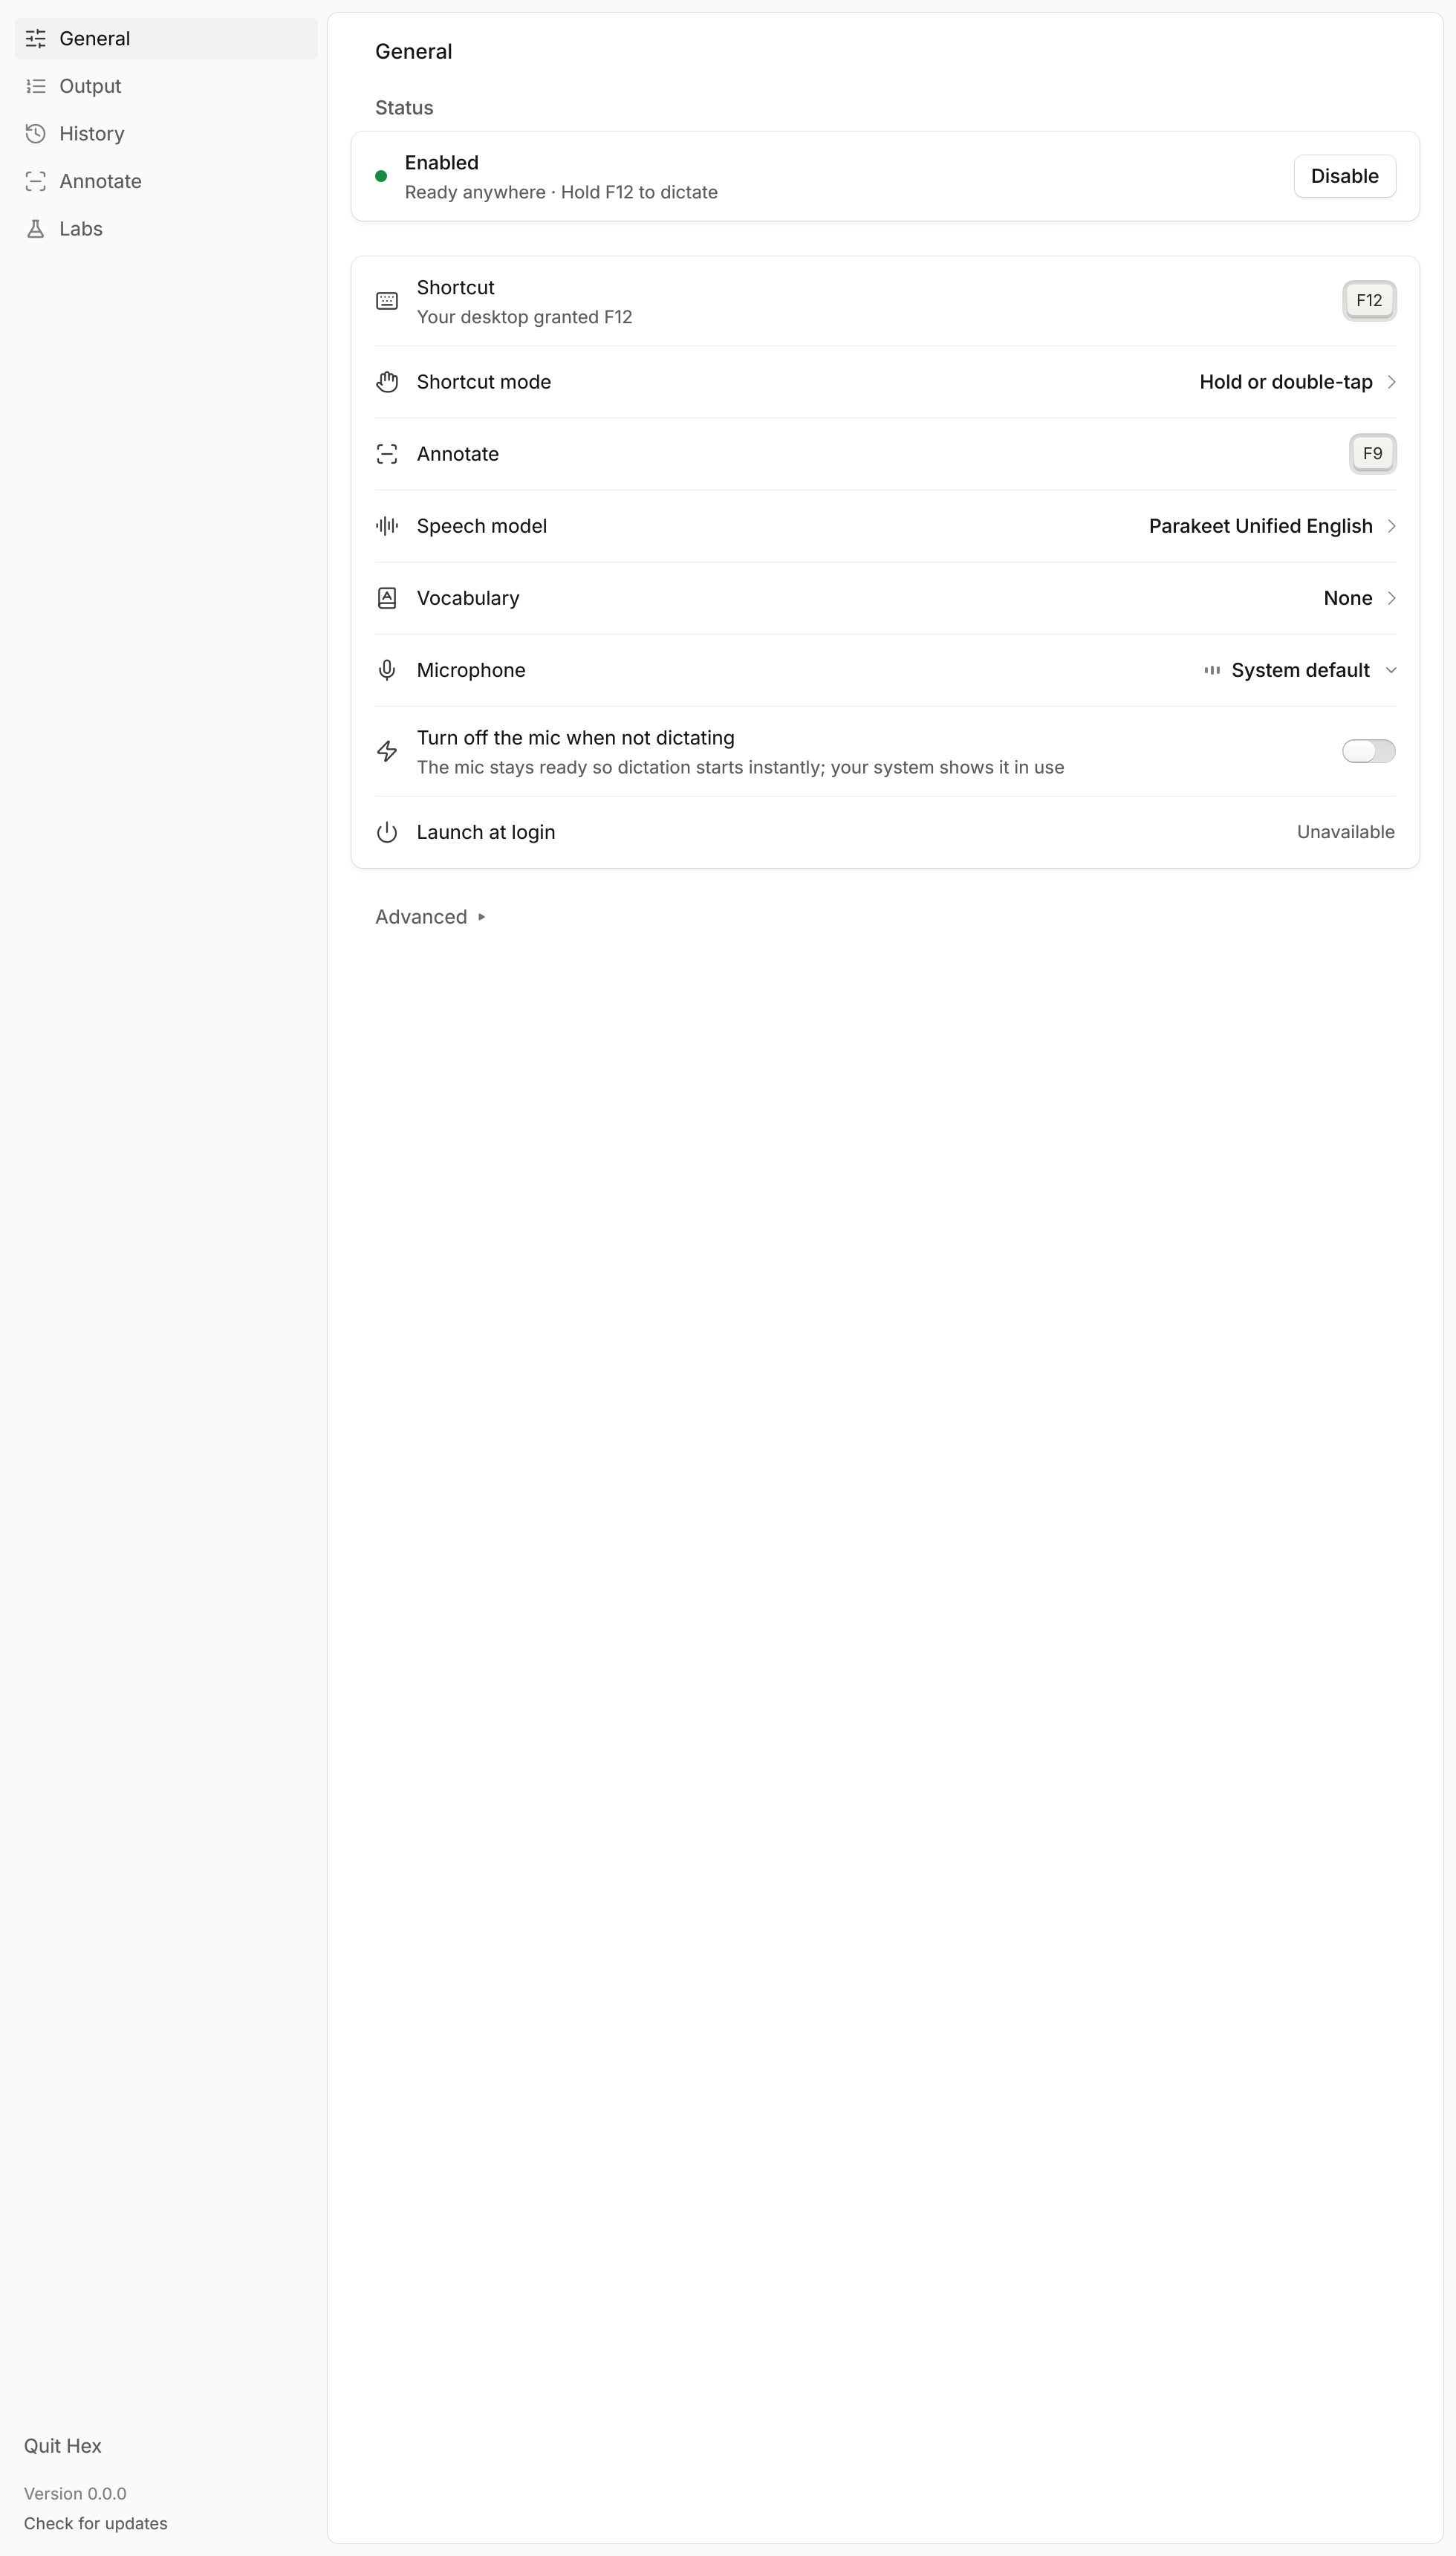 General
Output
History
Annotate
Labs
General
Status
Enabled
Ready anywhere · Hold F12 to dictate
Disable
Shortcut
Your desktop granted F12
F12
Shortcut mode
Hold or double-tap
Annotate
F9
Speech model
Parakeet Unified English
Vocabulary
None
Microphone
System default
Turn off the mic when not dictating
The mic stays ready so dictation starts instantly; your system shows it in use
Launch at login
Unavailable
Advanced
Quit Hex
Version 0.0.0
Check for updates